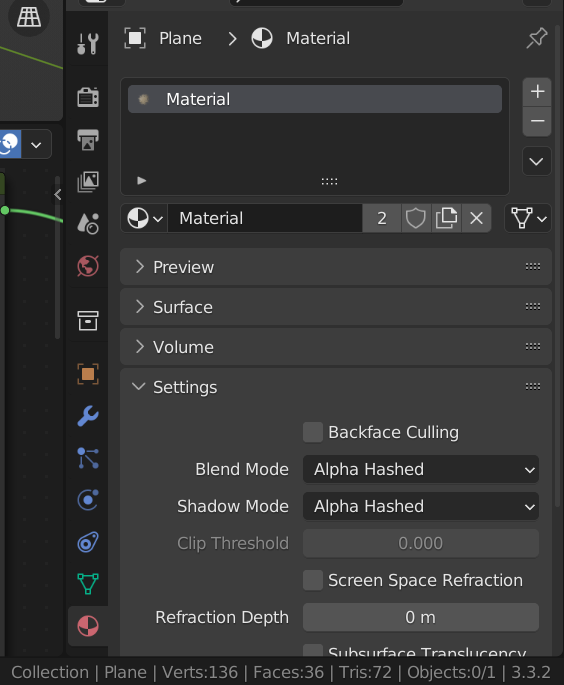 Plane > Material
Material
Material 2
Preview
Surface
Volume
Settings
Backface Culling
Blend Mode Alpha Hashed
Shadow Mode Alpha Hashed
Clip Threshold 0.000
Screen Space Refraction
Refraction Depth 0 m
Subsurface Translucency
Collection | Plane | Verts:136 | Faces:36 | Tris:72 | Objects:0/1 | 3.3.2